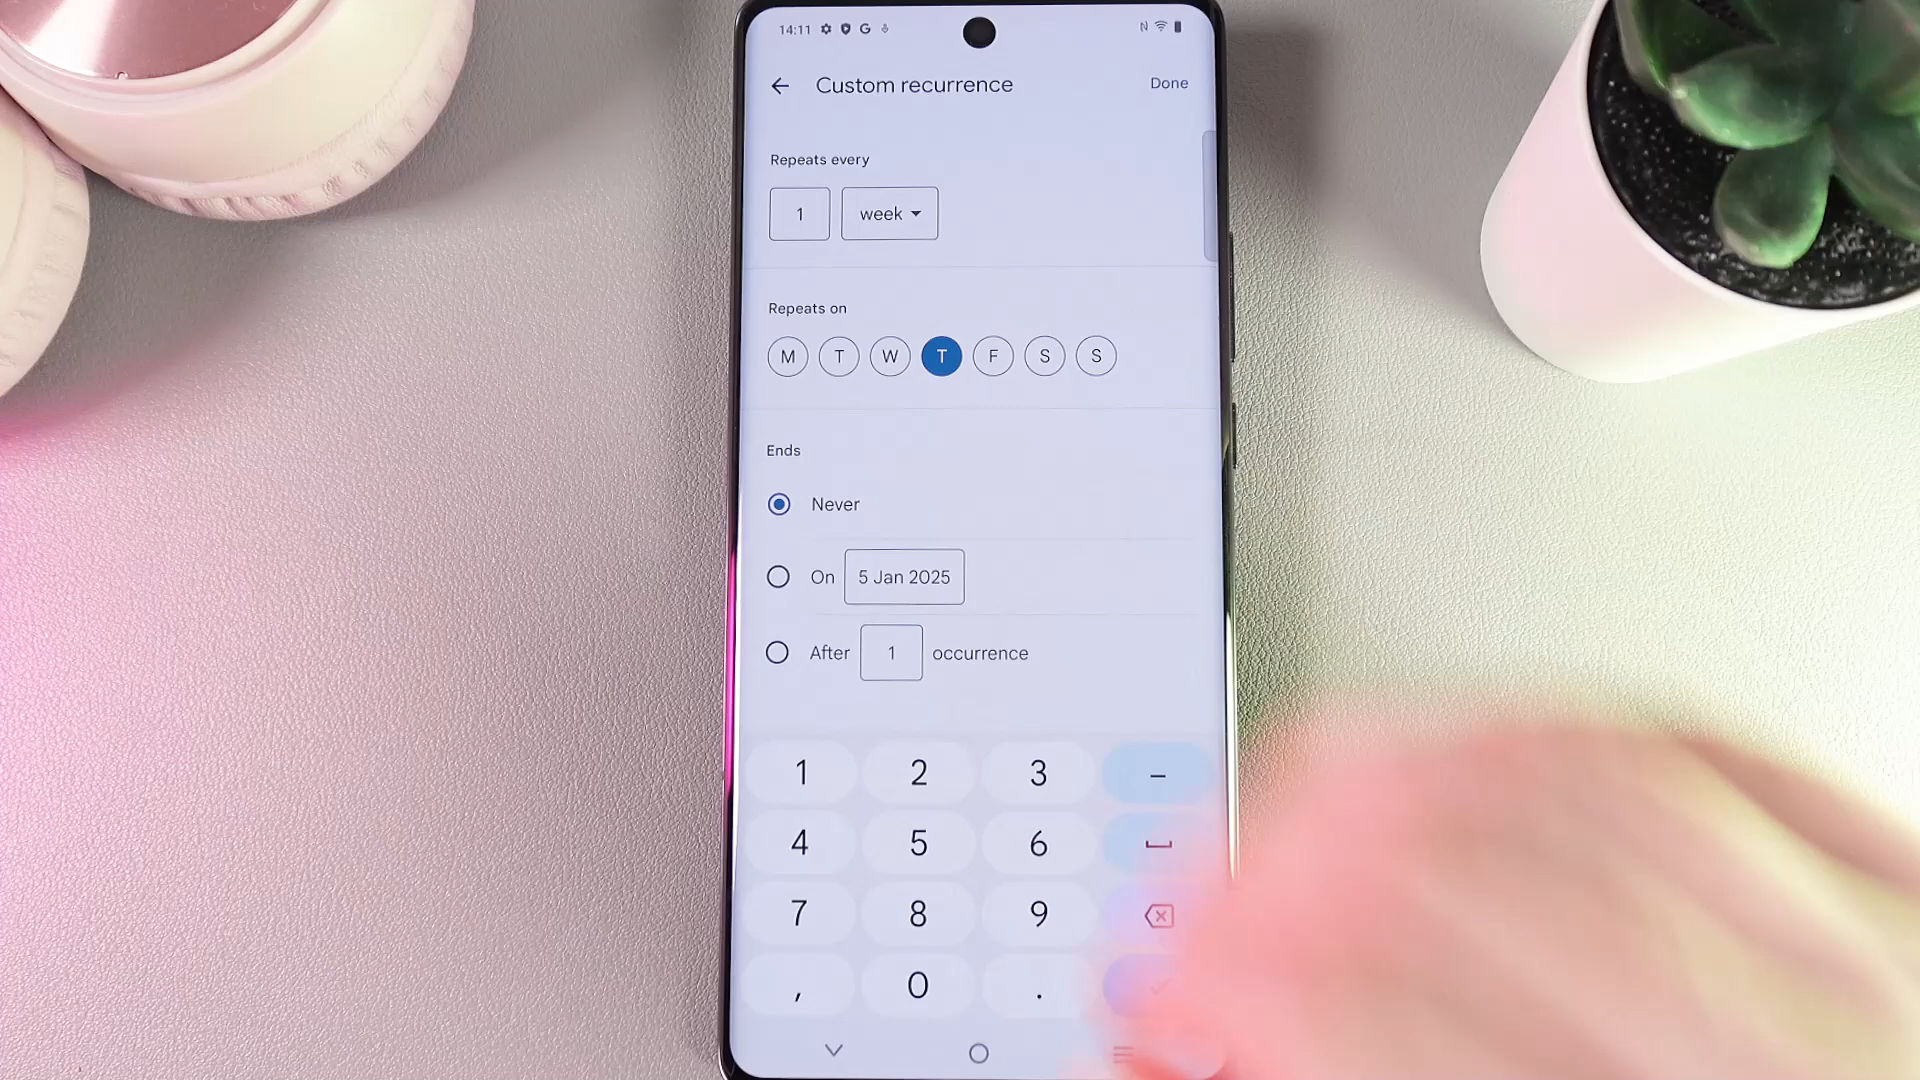 14:11 G N
Custom recurrence
Done
Repeats every
1 week
Repeats on
M T W T F S S
Ends
Never
On 5 Jan 2025
After 1 occurrence
1 2 3 –
4 5 6
7 8 9
, 0 .